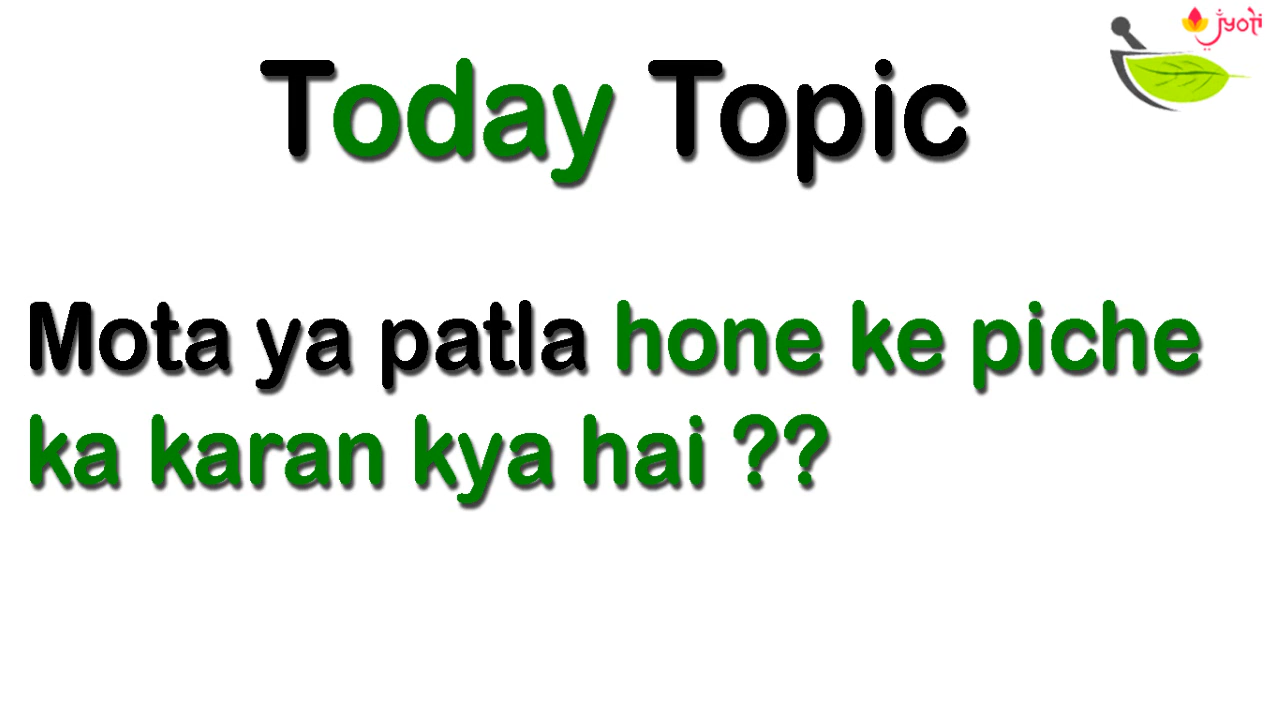 Today Topic
jyoti
Mota ya patla hone ke piche
ka karan kya hai ??